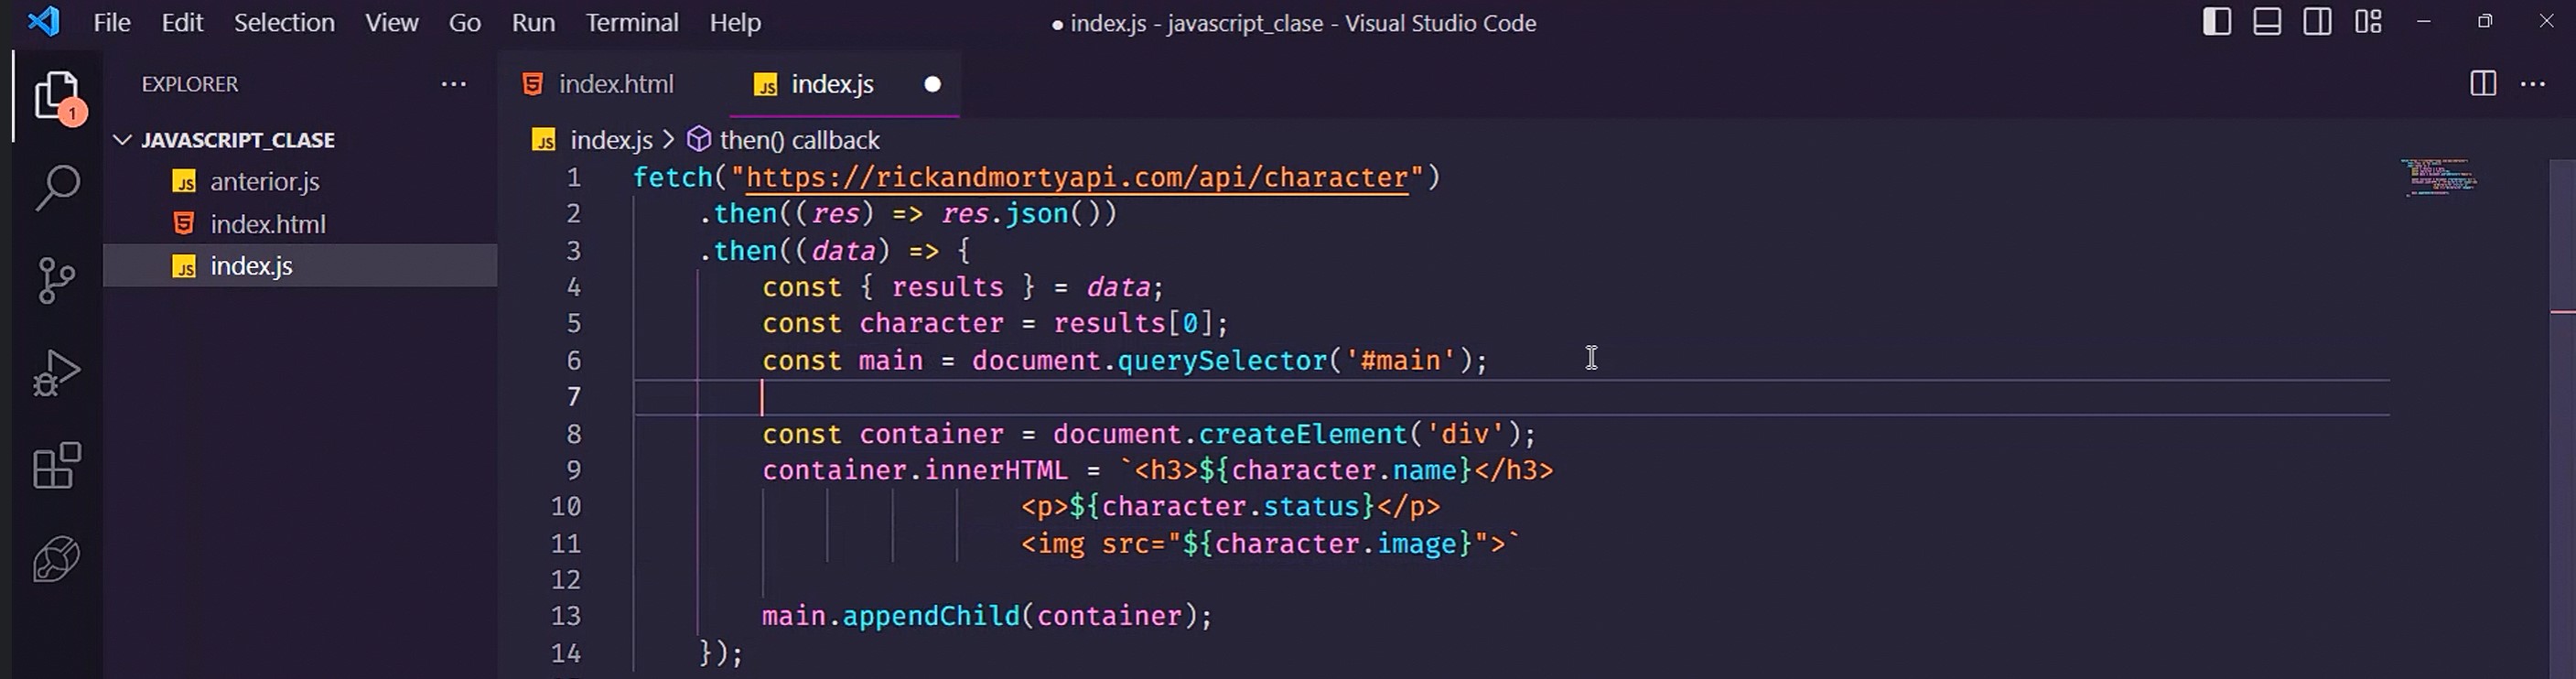 File Edit Selection View Go Run Terminal Help
● index.js - javascript_clase - Visual Studio Code
EXPLORER ...
1
JAVASCRIPT_CLASE
JS anterior.js
index.html
JS index.js
index.html JS index.js
JS index.js > then() callback
1 fetch("https://rickandmortyapi.com/api/character")
2 .then((res) => res.json())
3 .then((data) => {
4 const { results } = data;
5 const character = results[0];
6 const main = document.querySelector('#main');
7
8 const container = document.createElement('div');
9 container.innerHTML = `<h3>${character.name}</h3>
10 <p>${character.status}</p>
11 <img src="${character.image}">`
12
13 main.appendChild(container);
14 });